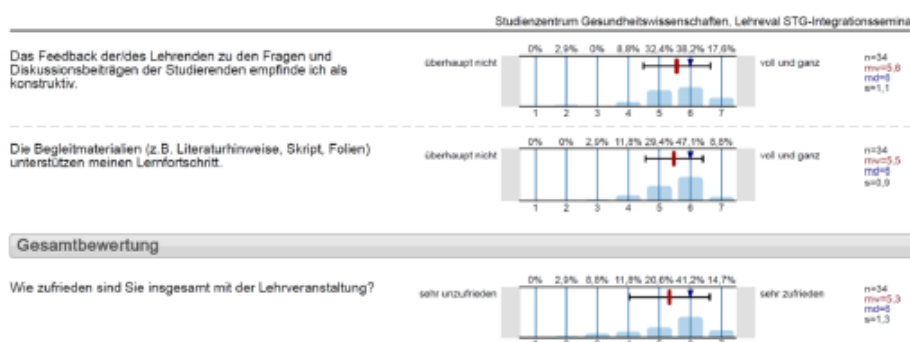 Studienzentrum Gesundheitswissenschaften, Lehreval STG-Integrationssemina
Das Feedback der/des Lehrenden zu den Fragen und
Diskussionsbeiträgen der Studierenden empfinde ich als
konstruktiv.
überhaupt nicht
0% 2,9% 0% 8,8% 32,4% 38,2% 17,6%
1 2 3 4 5 6 7
voll und ganz
n=34
mw=5,6
md=6
s=1,1
Die Begleitmaterialien (z.B. Literaturhinweise, Skript, Folien)
unterstützen meinen Lernfortschritt.
überhaupt nicht
0% 0% 2,9% 11,8% 29,4% 47,1% 8,8%
1 2 3 4 5 6 7
voll und ganz
n=34
mw=5,5
md=6
s=0,9
Gesamtbewertung
Wie zufrieden sind Sie insgesamt mit der Lehrveranstaltung?
sehr unzufrieden
0% 2,9% 8,8% 11,8% 20,6% 41,2% 14,7%
sehr zufrieden
n=34
mw=5,3
md=6
s=1,3